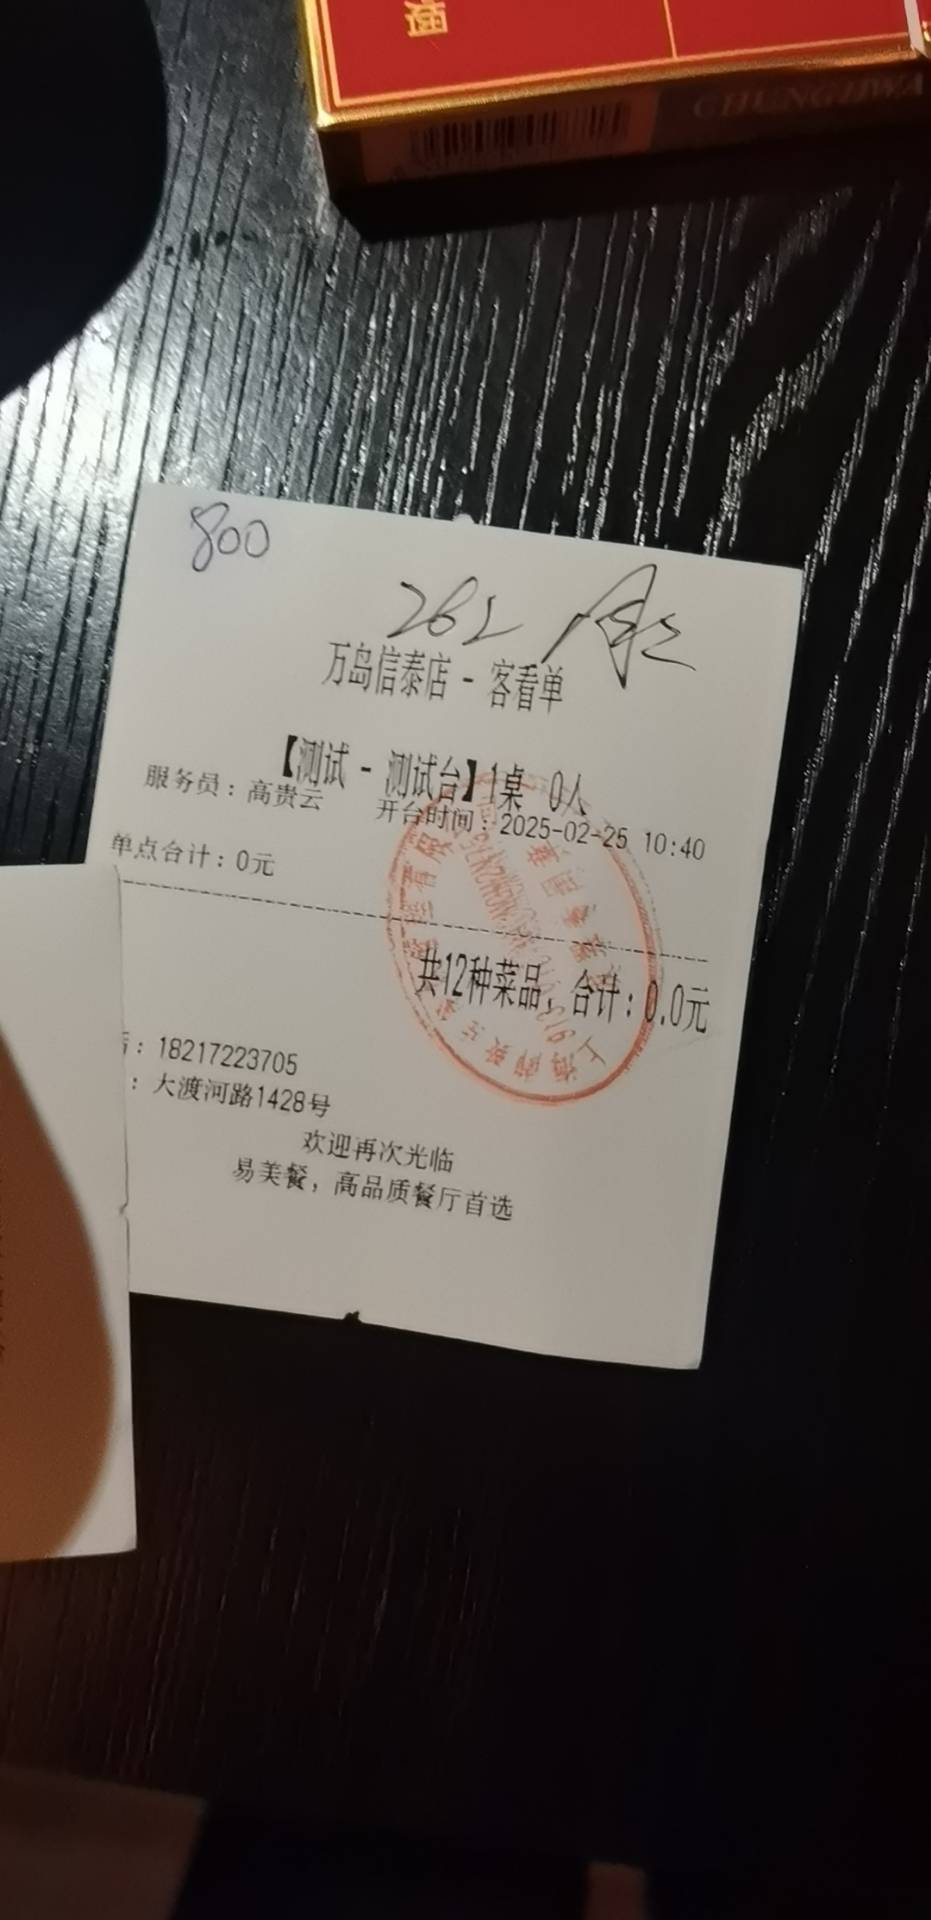 CHUNGHWA
800
262
万岛信泰店 - 客看单
【测试 - 测试台】1桌 0人
服务员：高贵云 开台时间：2025-02-25 10:40
单点合计：0元
共12种菜品，合计：0.0元
：18217223705
：大渡河路1428号
欢迎再次光临
易美餐，高品质餐厅首选